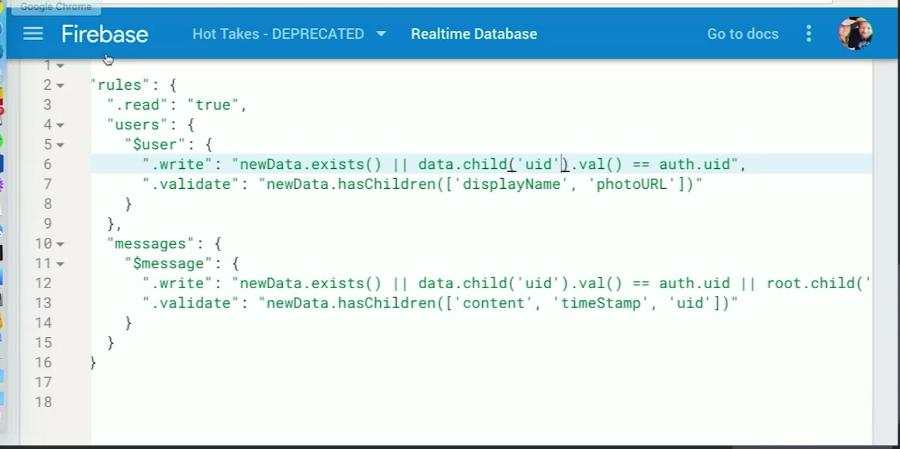 Google Chrome
Firebase Hot Takes - DEPRECATED Realtime Database Go to docs
1
2 "rules": {
3 ".read": "true",
4 "users": {
5 "$user": {
6 ".write": "newData.exists() || data.child('uid').val() == auth.uid",
7 ".validate": "newData.hasChildren(['displayName', 'photoURL'])"
8 }
9 },
10 "messages": {
11 "$message": {
12 ".write": "newData.exists() || data.child('uid').val() == auth.uid || root.child('
13 ".validate": "newData.hasChildren(['content', 'timeStamp', 'uid'])"
14 }
15 }
16 }
17
18